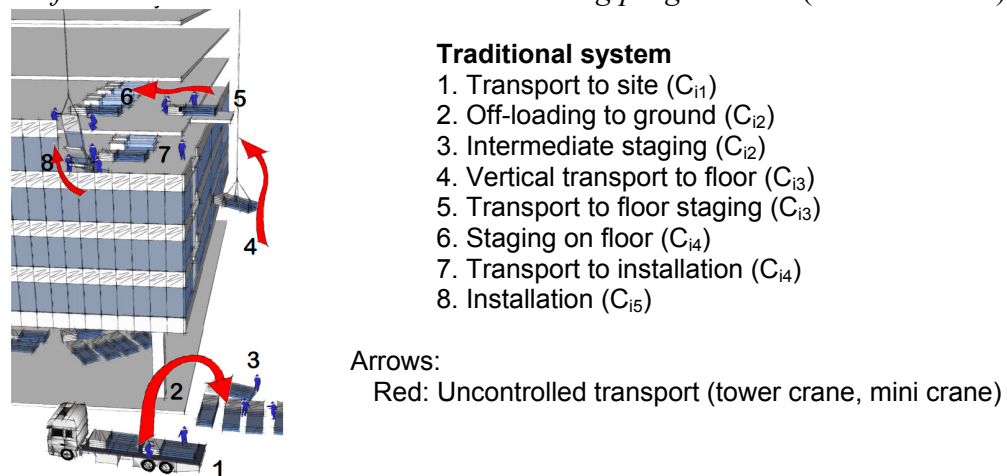 6
5
7
8
4
3
2
1
Traditional system
1. Transport to site (Ci1)
2. Off-loading to ground (Ci2)
3. Intermediate staging (Ci2)
4. Vertical transport to floor (Ci3)
5. Transport to floor staging (Ci3)
6. Staging on floor (Ci4)
7. Transport to installation (Ci4)
8. Installation (Ci5)
Arrows:
Red: Uncontrolled transport (tower crane, mini crane)